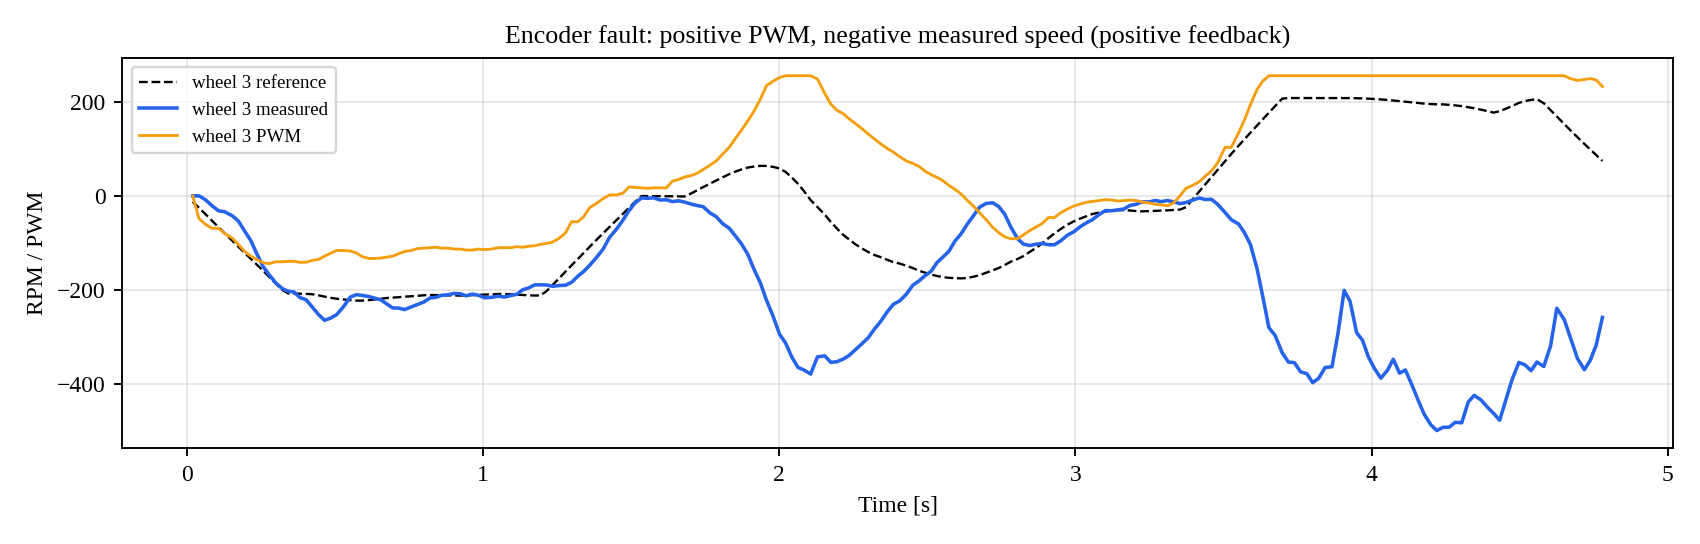 Encoder fault: positive PWM, negative measured speed (positive feedback)
wheel 3 reference
wheel 3 measured
wheel 3 PWM
RPM / PWM
200
0
−200
−400
0 1 2 3 4 5
Time [s]